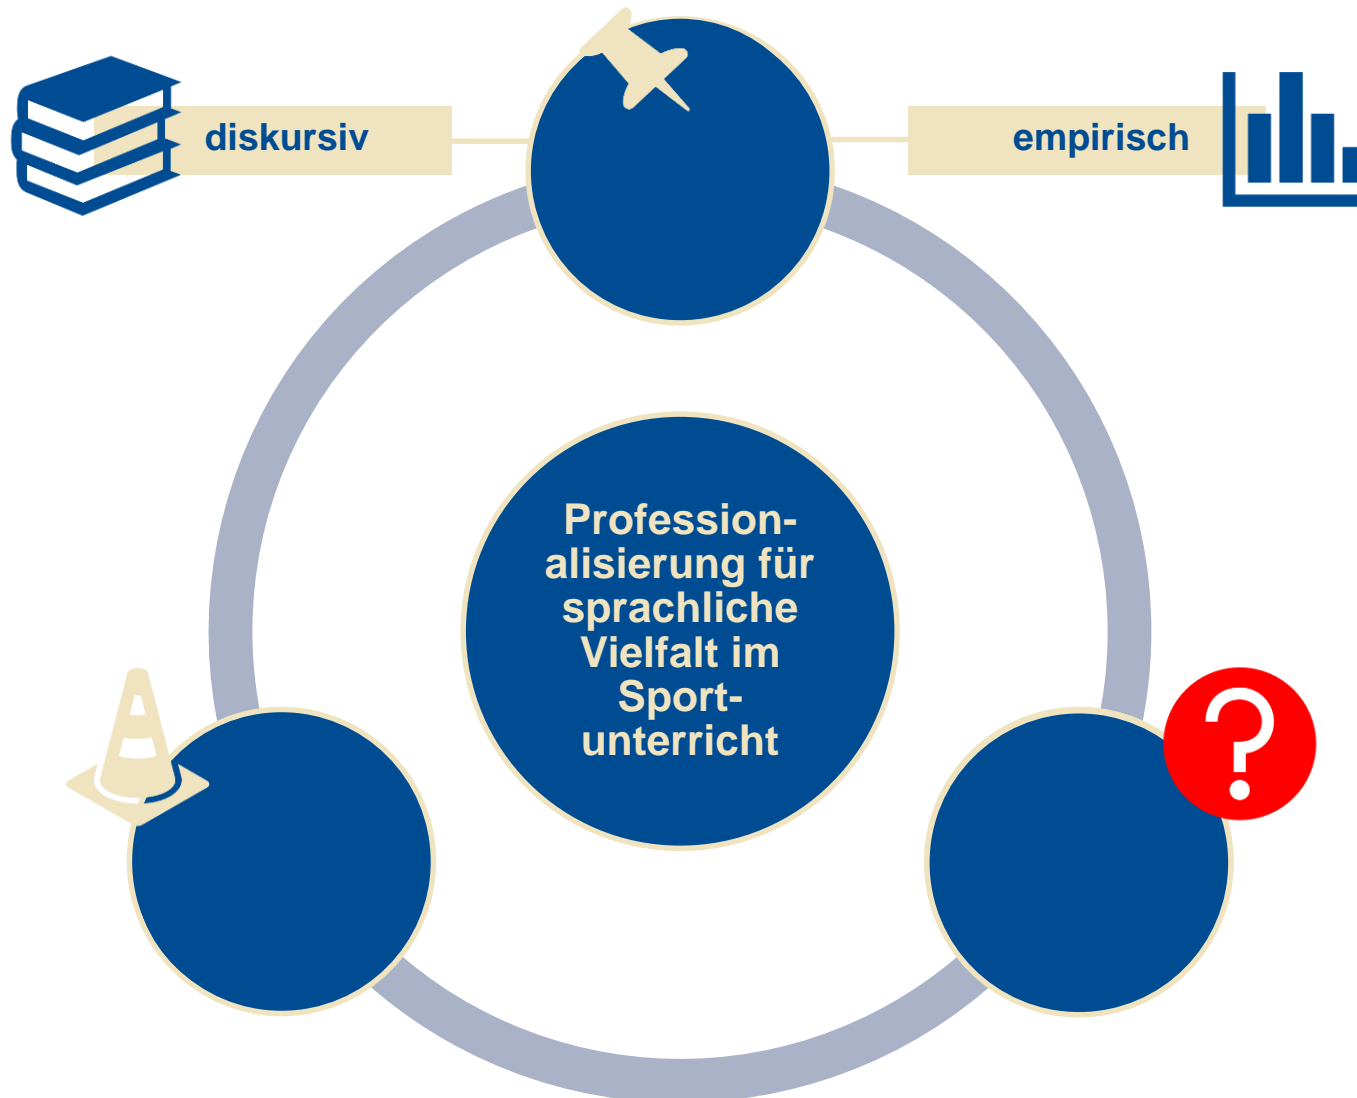 diskursiv
empirisch
Profession-
alisierung für
sprachliche
Vielfalt im
Sport-
unterricht
?